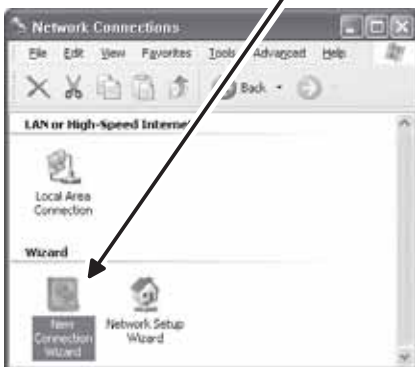 Network Connections
File Edit View Favorites Tools Advanced Help
Back
LAN or High-Speed Internet
Local Area
Connection
Wizard
New
Connection
Wizard
Network Setup
Wizard